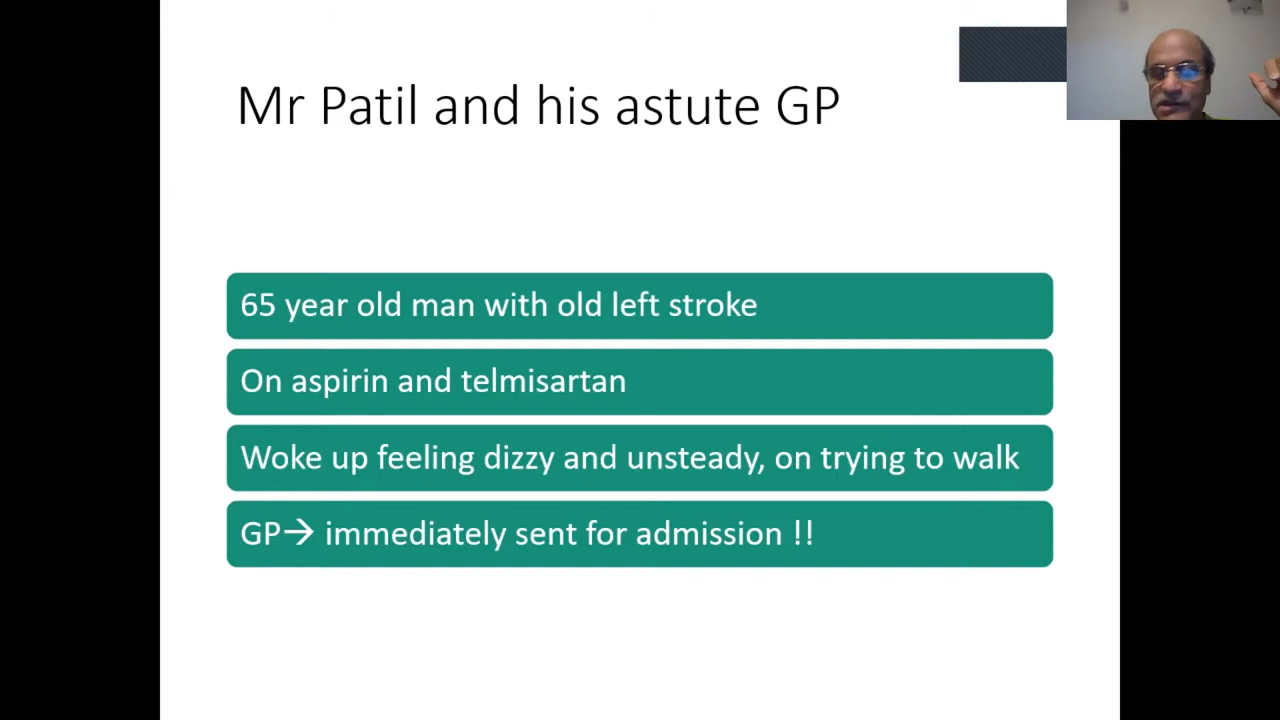 Mr Patil and his astute GP
65 year old man with old left stroke
On aspirin and telmisartan
Woke up feeling dizzy and unsteady, on trying to walk
GP→ immediately sent for admission !!